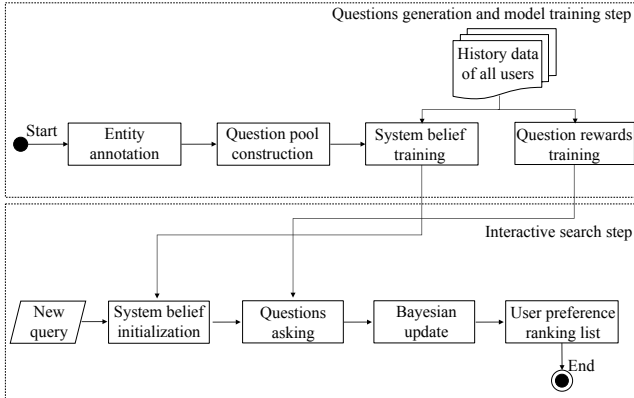 Questions generation and model training step
History data
of all users
Start
Entity
annotation
Question pool
construction
System belief
training
Question rewards
training
Interactive search step
New
query
System belief
initialization
Questions
asking
Bayesian
update
User preference
ranking list
End